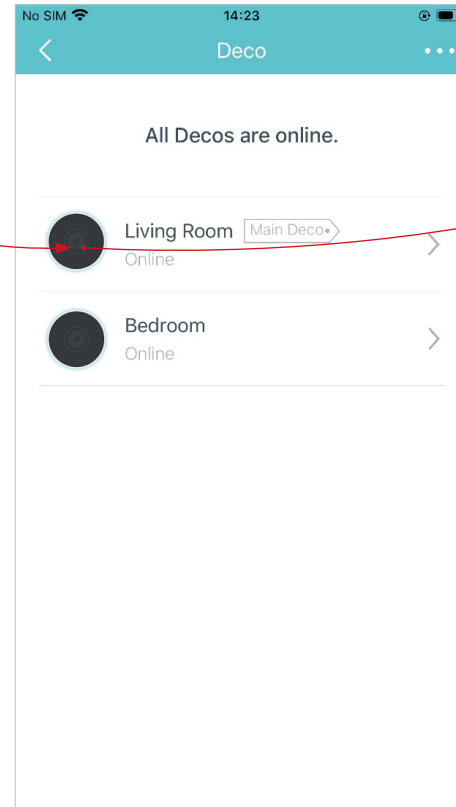 No SIM 14:23
Deco
All Decos are online.
Living Room Main Deco
Online
Bedroom
Online